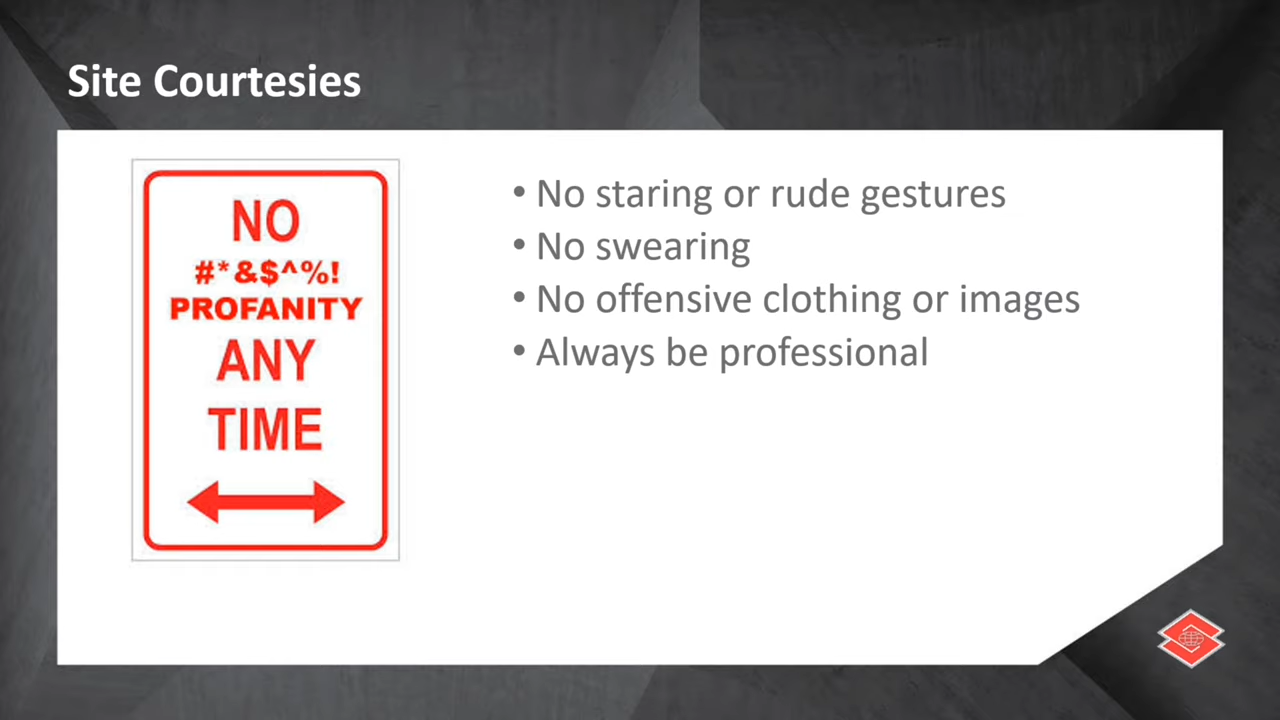 Site Courtesies
NO
#*&$^%!
PROFANITY
ANY
TIME
• No staring or rude gestures
• No swearing
• No offensive clothing or images
• Always be professional